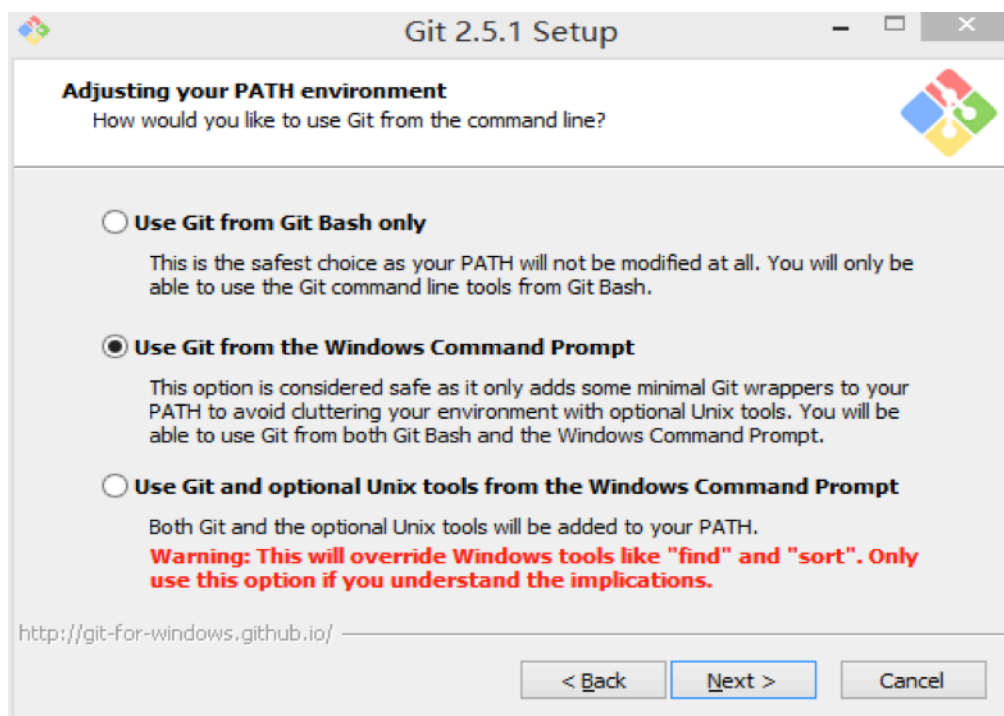 Git 2.5.1 Setup
Adjusting your PATH environment
How would you like to use Git from the command line?
Use Git from Git Bash only
This is the safest choice as your PATH will not be modified at all. You will only be
able to use the Git command line tools from Git Bash.
Use Git from the Windows Command Prompt
This option is considered safe as it only adds some minimal Git wrappers to your
PATH to avoid cluttering your environment with optional Unix tools. You will be
able to use Git from both Git Bash and the Windows Command Prompt.
Use Git and optional Unix tools from the Windows Command Prompt
Both Git and the optional Unix tools will be added to your PATH.
Warning: This will override Windows tools like "find" and "sort". Only
use this option if you understand the implications.
http://git-for-windows.github.io/
< Back Next > Cancel